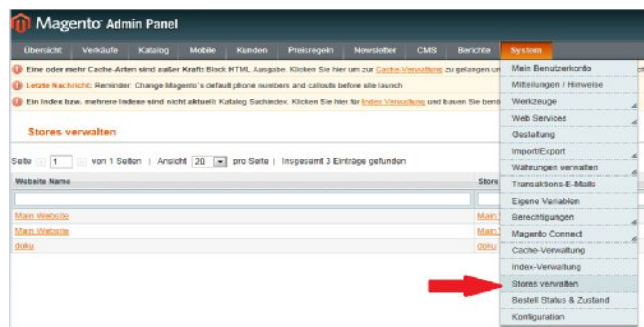 Magento Admin Panel
Übersicht Verkäufe Katalog Mobile Kunden Preisregeln Newsletter CMS Berichte System
Eine oder mehr Cache-Arten sind außer Kraft: Block HTML Ausgabe. Klicken Sie hier um zur Cache-Verwaltung zu gelangen un
Letzte Nachricht: Reminder: Change Magento's default phone numbers and callouts before site launch
Ein Index bzw. mehrere Indexe sind nicht aktuell: Katalog Suchindex. Klicken Sie hier für Index Verwaltung und bauen Sie
Stores verwalten
Seite 1 von 1 Seiten | Ansicht 20 pro Seite | Insgesamt 3 Einträge gefunden
Website Name Store
Main Website Main
Main Website Main
doku doku
Mein Benutzerkonto
Mitteilungen / Hinweise
Werkzeuge
Web Services
Gestaltung
Import/Export
Währungen verwalten
Transaktions-E-Mails
Eigene Variablen
Berechtigungen
Magento Connect
Cache-Verwaltung
Index-Verwaltung
Stores verwalten
Bestell Status & Zustand
Konfiguration